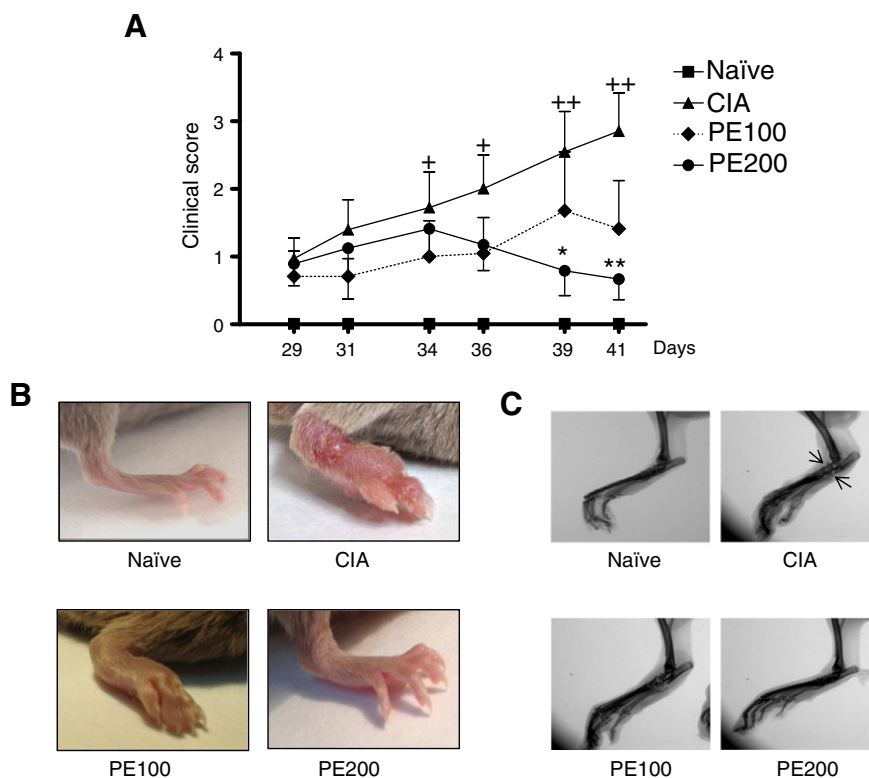 A
4
3
2
1
0
Clinical score
+
+
++
++
*
**
29 31 34 36 39 41 Days
Naïve
CIA
PE100
PE200
B
Naïve CIA
PE100 PE200
C
Naïve CIA
PE100 PE200